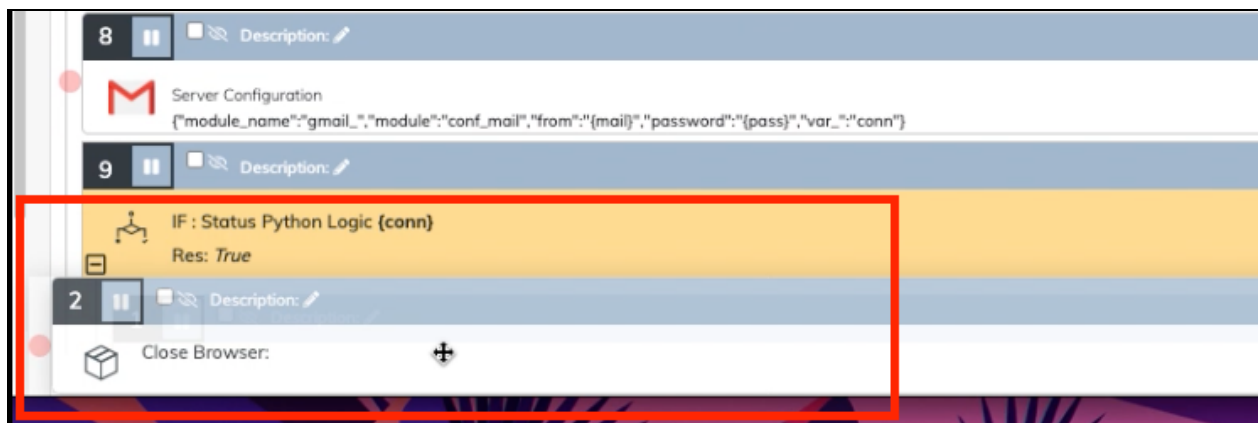 8 Description:
Server Configuration
{"module_name":"gmail_","module":"conf_mail","from":"{mail}","password":"{pass}","var_":"conn"}
9 Description:
IF : Status Python Logic {conn}
Res: True
2 Description:
Description:
Close Browser: